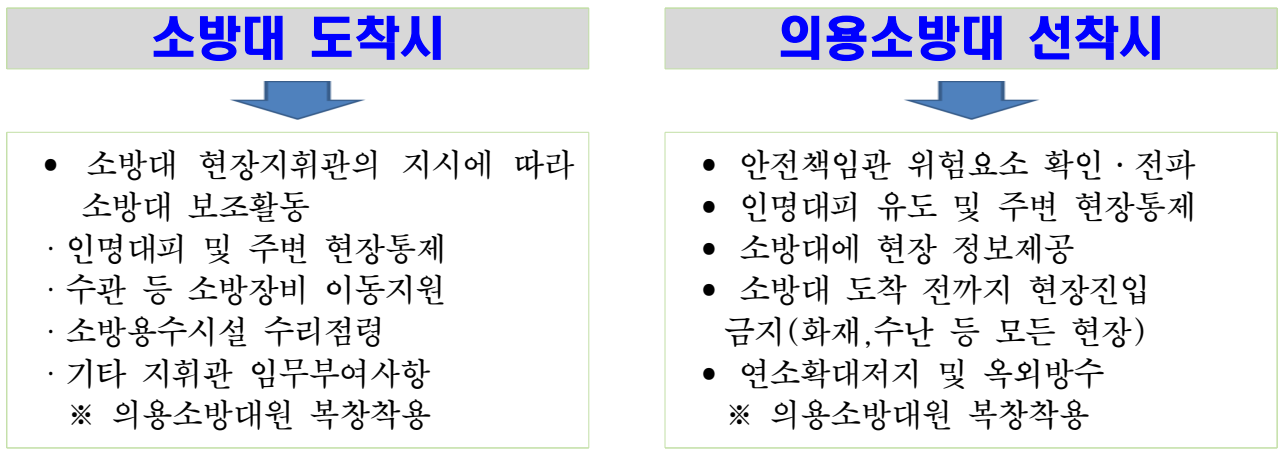 소방대 도착시
• 소방대 현장지휘관의 지시에 따라
소방대 보조활동
· 인명대피 및 주변 현장통제
· 수관 등 소방장비 이동지원
· 소방용수시설 수리점령
· 기타 지휘관 임무부여사항
※ 의용소방대원 복창착용
의용소방대 선착시
• 안전책임관 위험요소 확인 · 전파
• 인명대피 유도 및 주변 현장통제
• 소방대에 현장 정보제공
• 소방대 도착 전까지 현장진입
금지(화재,수난 등 모든 현장)
• 연소확대저지 및 옥외방수
※ 의용소방대원 복창착용